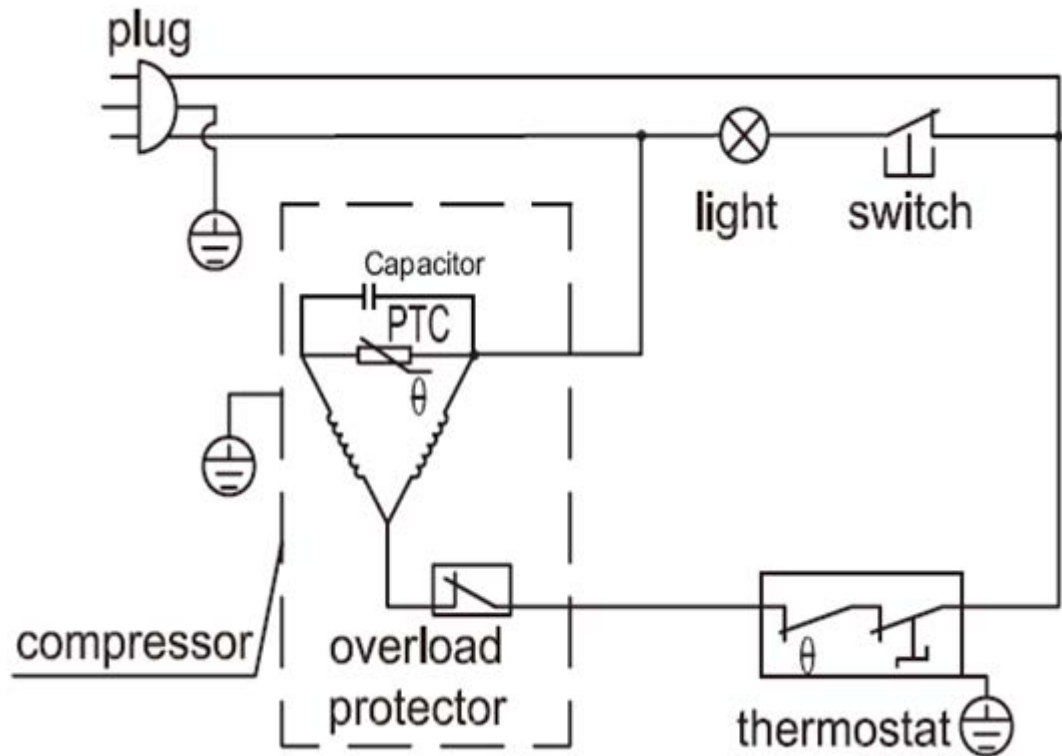 plug
light
switch
Capacitor
PTC
θ
compressor
overload
protector
θ
thermostat